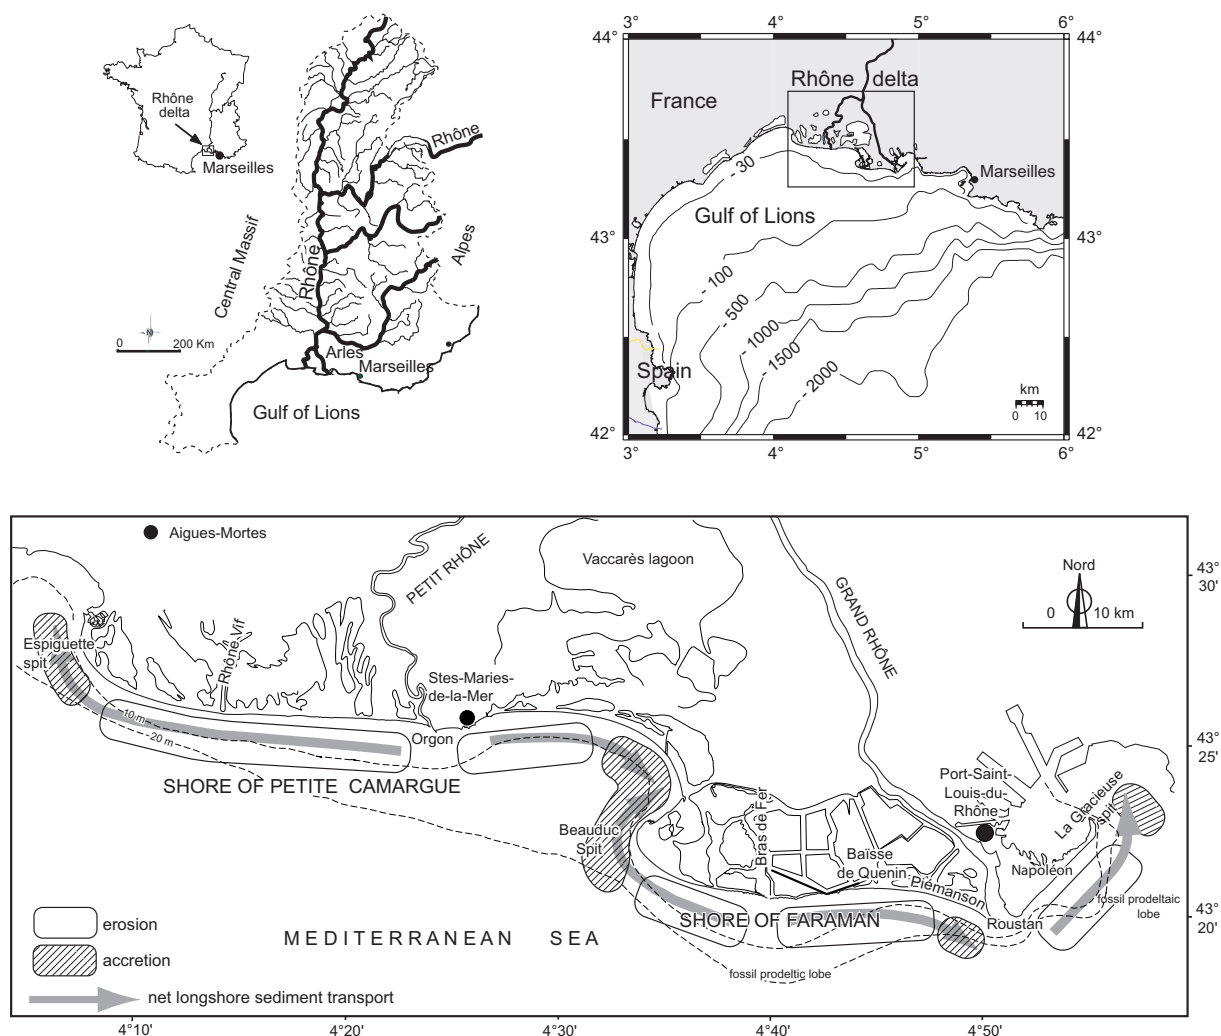 Rhône
delta
Marseilles
Central Massif
Rhône
Rhône
Alpes
N
0 200 Km
Arles
Marseilles
Gulf of Lions
3° 4° 5° 6°
44° 44°
Rhône delta
France
- 30
Marseilles
Gulf of Lions
43° 43°
- 100
- 500
- 1000
- 1500
- 2000
Spain
km
0 10
42° 42°
3° 4° 5° 6°
Aigues-Mortes
PETIT RHÔNE
Vaccarès lagoon
GRAND RHÔNE
Nord
0 10 km
43°
30'
Espiguette
spit
Rhône Vif
Stes-Maries-
de-la-Mer
10 m
20 m
Orgon
43°
25'
SHORE OF PETITE CAMARGUE
Port-Saint-
Louis-du-
Rhône
La Gracieuse
spit
Beauduc
Spit
Bras de Fer
Baïsse
de Quenin
Piémanson
Napoléon
fossil prodeltaic
lobe
SHORE OF FARAMAN
Roustan
43°
20'
erosion
MEDITERRANEAN SEA
accretion
fossil prodeltic lobe
net longshore sediment transport
4°10' 4°20' 4°30' 4°40' 4°50'